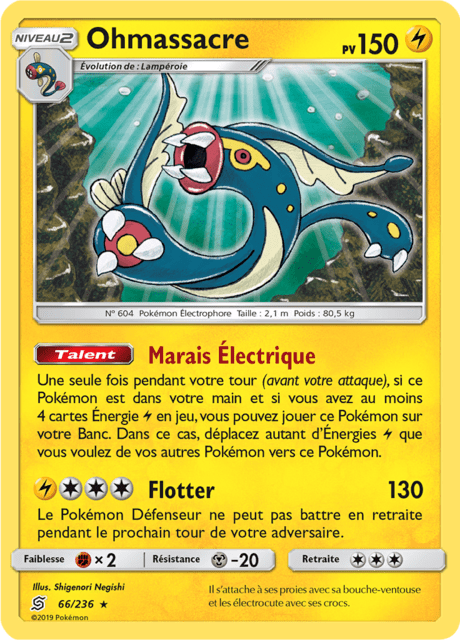 NIVEAU2 Ohmassacre PV150
Évolution de : Lampéroie
N° 604 Pokémon Électrophore Taille : 2,1 m Poids : 80,5 kg
Talent Marais Électrique
Une seule fois pendant votre tour (avant votre attaque), si ce
Pokémon est dans votre main et si vous avez au moins
4 cartes Énergie en jeu, vous pouvez jouer ce Pokémon sur
votre Banc. Dans ce cas, déplacez autant d'Énergies que
vous voulez de vos autres Pokémon vers ce Pokémon.
Flotter 130
Le Pokémon Défenseur ne peut pas battre en retraite
pendant le prochain tour de votre adversaire.
Faiblesse ×2 Résistance -20 Retraite
Illus. Shigenori Negishi
66/236 ★
©2019 Pokémon
Il s'attache à ses proies avec sa bouche-ventouse
et les électrocute avec ses crocs.